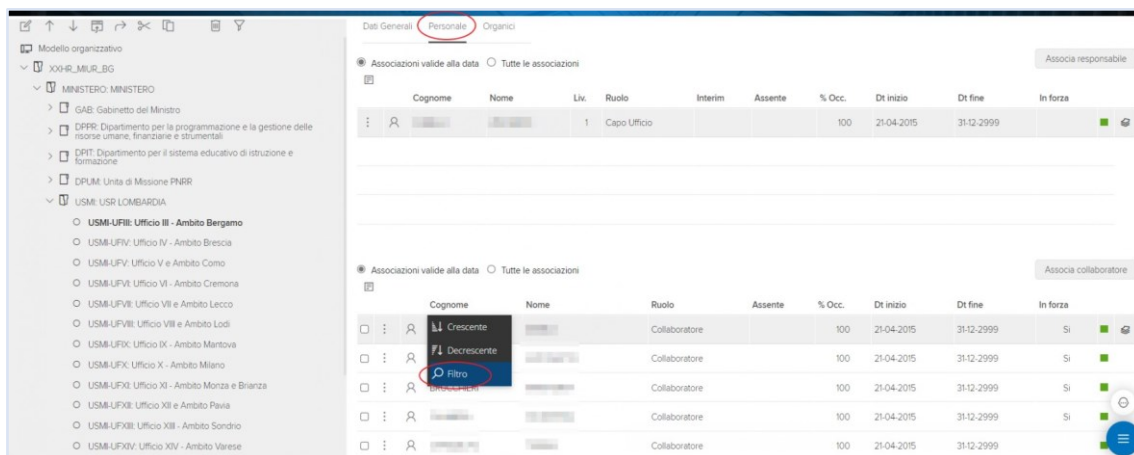 Dati Generali Personale Organici
Modello organizzativo
XXHR_MIUR_BG
MINISTERO: MINISTERO
GAB: Gabinetto del Ministro
DPPR: Dipartimento per la programmazione e la gestione delle
risorse umane, finanziarie e strumentali
DPIT: Dipartimento per il sistema educativo di istruzione e
formazione
DPUM: Unita di Missione PNRR
USMI: USR LOMBARDIA
USMI-UFIII: Ufficio III - Ambito Bergamo
USMI-UFIV: Ufficio IV - Ambito Brescia
USMI-UFV: Ufficio V e Ambito Como
USMI-UFVI: Ufficio VI - Ambito Cremona
USMI-UFVII: Ufficio VII e Ambito Lecco
USMI-UFVIII: Ufficio VIII e Ambito Lodi
USMI-UFIX: Ufficio IX - Ambito Mantova
USMI-UFX: Ufficio X - Ambito Milano
USMI-UFXI: Ufficio XI - Ambito Monza e Brianza
USMI-UFXII: Ufficio XII e Ambito Pavia
USMI-UFXIII: Ufficio XIII - Ambito Sondrio
USMI-UFXIV: Ufficio XIV - Ambito Varese
Associazioni valide alla data Tutte le associazioni
Associa responsabile
Cognome Nome Liv. Ruolo Interim Assente % Occ. Dt inizio Dt fine In forza
1 Capo Ufficio 100 21-04-2015 31-12-2999
Associazioni valide alla data Tutte le associazioni
Associa collaboratore
Cognome Nome Ruolo Assente % Occ. Dt inizio Dt fine In forza
Crescente
Decrescente
Filtro
Collaboratore 100 21-04-2015 31-12-2999 Si
Collaboratore 100 21-04-2015 31-12-2999 Si
Collaboratore 100 21-04-2015 31-12-2999 Si
Collaboratore 100 21-04-2015 31-12-2999 Si
Collaboratore 100 21-04-2015 31-12-2999